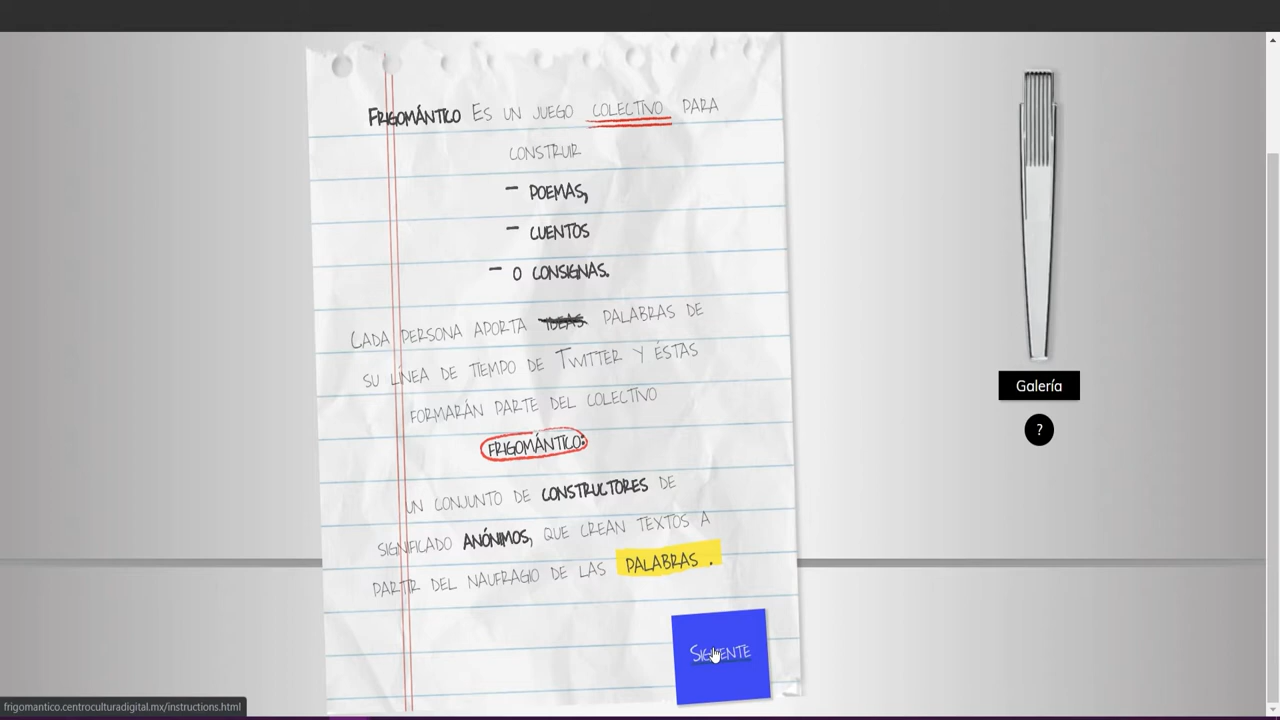 Frigomántico Es un juego colectivo para
construir
- poemas,
- cuentos
- o consignas.
Cada persona aporta ideas palabras de
su línea de tiempo de Twitter y éstas
formarán parte del colectivo
Frigomántico:
un conjunto de constructores de
significado anónimos, que crean textos a
partir del naufragio de las palabras.
Siguiente
Galería
?
frigomantico.centroculturadigital.mx/instructions.html